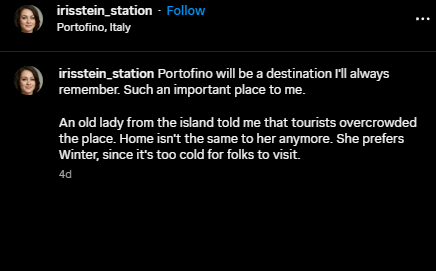 irisstein_station · Follow
Portofino, Italy
irisstein_station Portofino will be a destination I'll always
remember. Such an important place to me.
An old lady from the island told me that tourists overcrowded
the place. Home isn't the same to her anymore. She prefers
Winter, since it's too cold for folks to visit.
4d